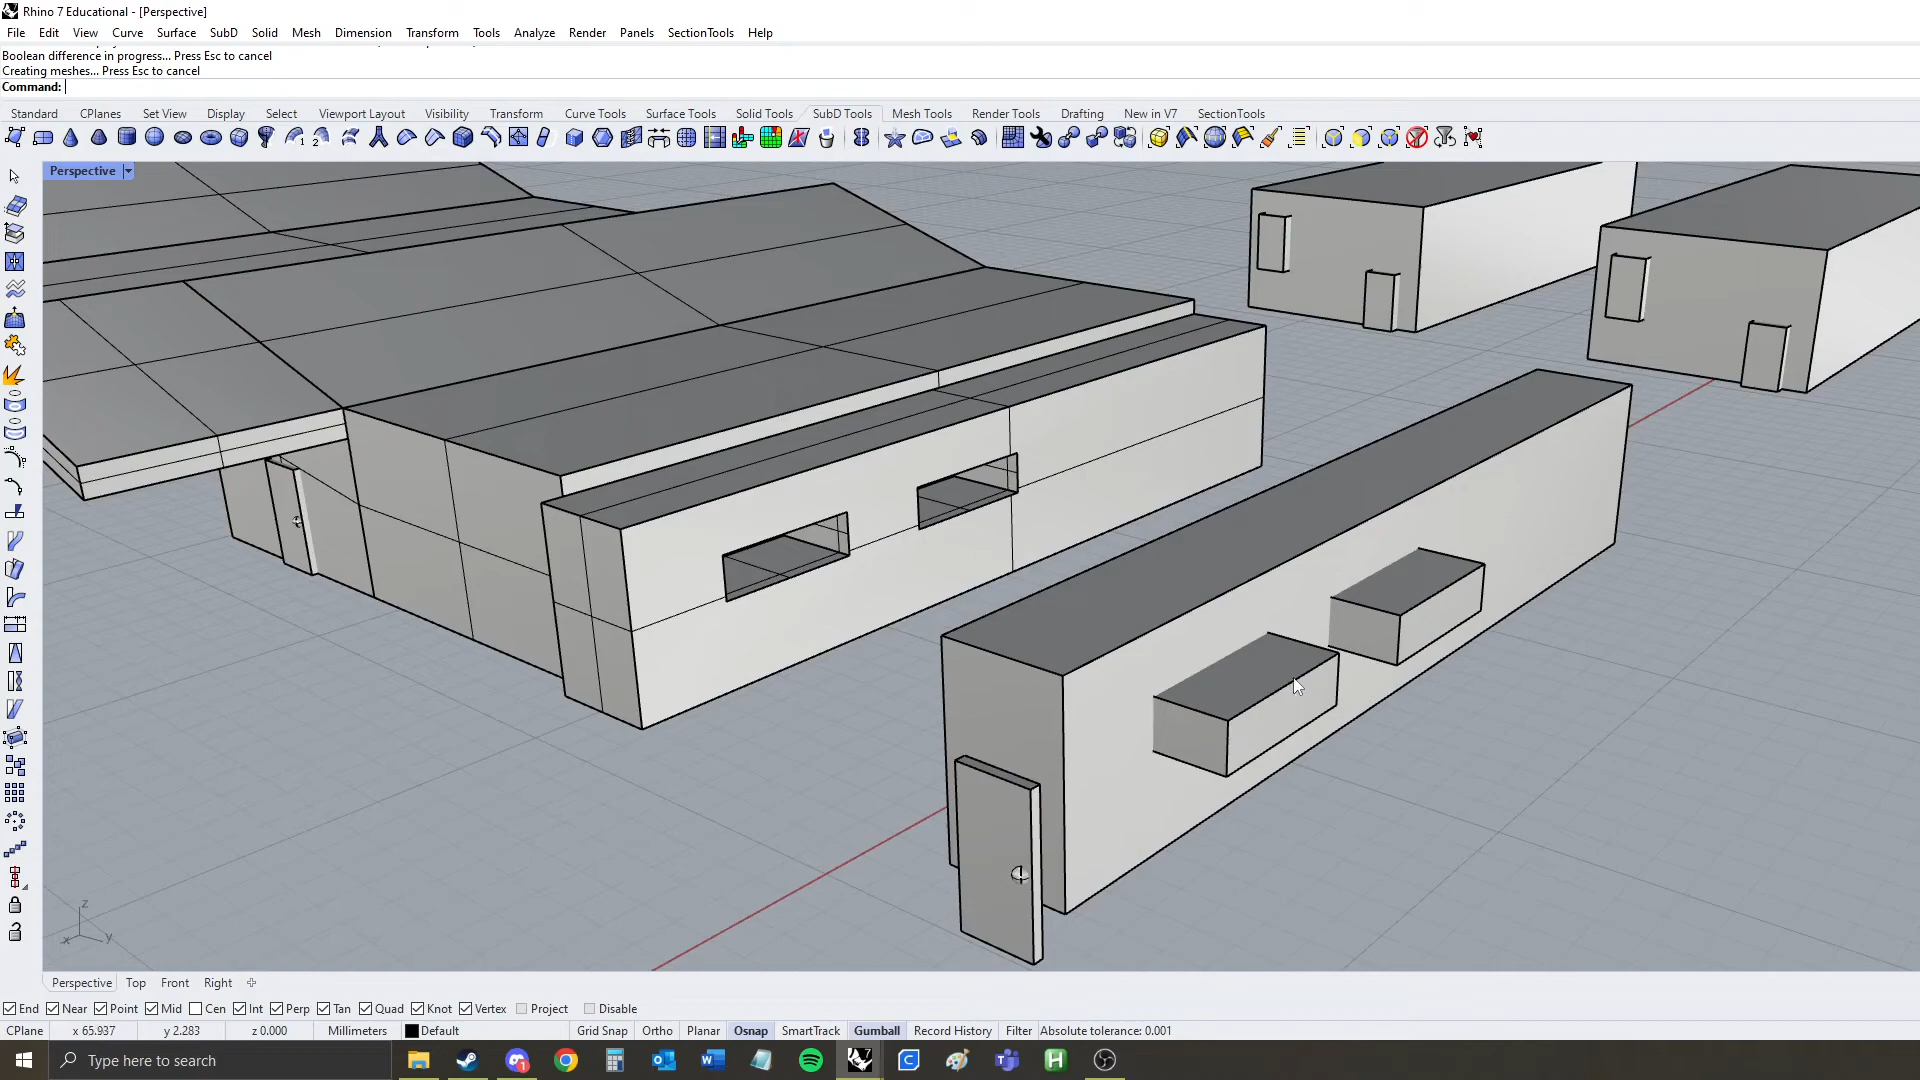 Rhino 7 Educational - [Perspective]
File Edit View Curve Surface SubD Solid Mesh Dimension Transform Tools Analyze Render Panels SectionTools Help
Boolean difference in progress... Press Esc to cancel
Creating meshes... Press Esc to cancel
Command:
Standard CPlanes Set View Display Select Viewport Layout Visibility Transform Curve Tools Surface Tools Solid Tools SubD Tools Mesh Tools Render Tools Drafting New in V7 SectionTools
Perspective
z
x y
Perspective Top Front Right
End Near Point Mid Cen Int Perp Tan Quad Knot Vertex Project Disable
CPlane x 65.937 y 2.283 z 0.000 Millimeters Default Grid Snap Ortho Planar Osnap SmartTrack Gumball Record History Filter Absolute tolerance: 0.001
Type here to search